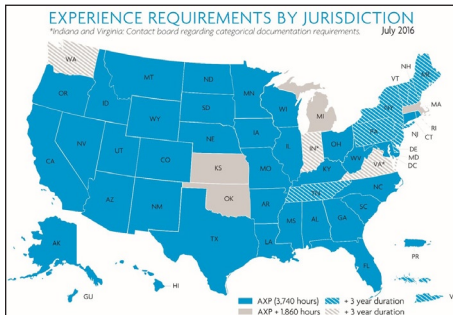 EXPERIENCE REQUIREMENTS BY JURISDICTION
*Indiana and Virginia: Contact board regarding categorical documentation requirements.
July 2016
WA
MT
ND
MN
VT
NH
ME
OR
ID
SD
WI
MI
NY
MA
WY
RI
CT
NE
IA
PA
NJ
NV
UT
CO
IL
IN*
OH
DE
MD
DC
CA
KS
MO
KY
WV
VA*
AZ
NM
OK
AR
TN
NC
SC
TX
LA
MS
AL
GA
FL
AK
HI
GU
PR
AXP (3,740 hours)
+ 3 year duration
AXP + 1,860 hours
+ 3 year duration